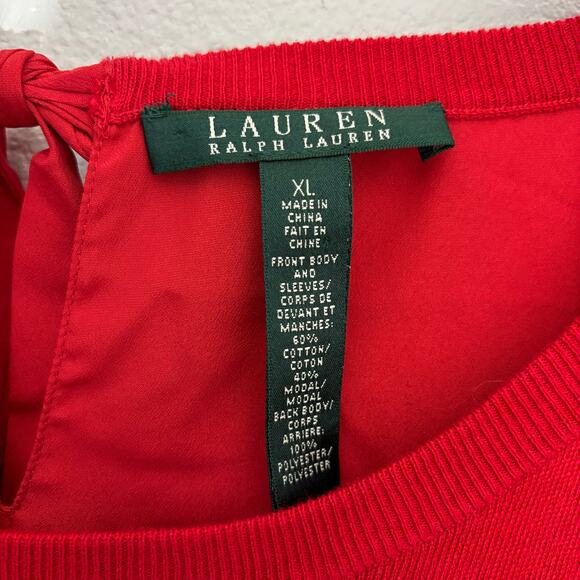 LAUREN
RALPH LAUREN
XL
MADE IN
CHINA
FAIT EN
CHINE
FRONT BODY
AND
SLEEVES/
CORPS DE
DEVANT ET
MANCHES:
60%
COTTON/
COTON
40%
MODAL/
MODAL
BACK BODY/
CORPS
ARRIERE:
100%
POLYESTER/
POLYESTER